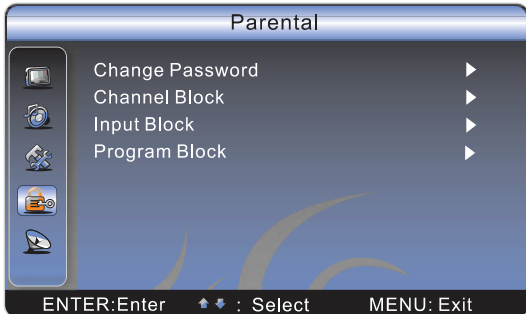 Parental
Change Password
Channel Block
Input Block
Program Block
ENTER:Enter : Select MENU: Exit